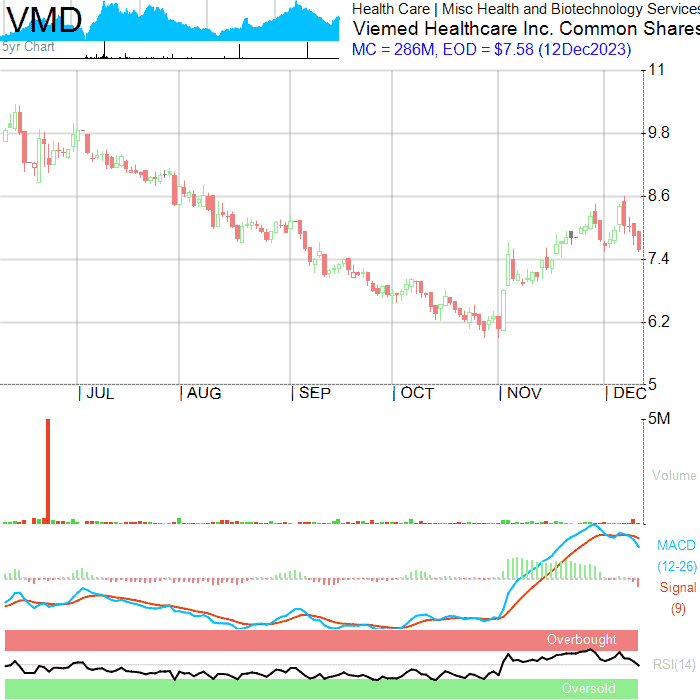 VMD
5yr Chart
Health Care | Misc Health and Biotechnology Services
Viemed Healthcare Inc. Common Shares
MC = 286M, EOD = $7.58 (12Dec2023)
11
9.8
8.6
7.4
6.2
5
JUL AUG SEP OCT NOV DEC
5M
Volume
MACD
(12-26)
Signal
(9)
Overbought
RSI(14)
Oversold